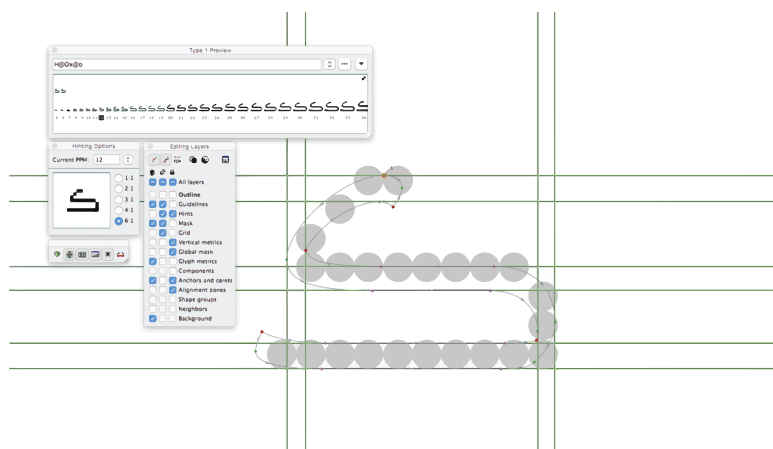 Type 1 Preview
H@Ox@o
Hinting Options
Current PPM: 12
1:1
2:1
3:1
4:1
6:1
Editing Layers
All layers
Outline
Guidelines
Hints
Mask
Grid
Vertical metrics
Global mask
Glyph metrics
Components
Anchors and carets
Alignment zones
Shape groups
Neighbors
Background